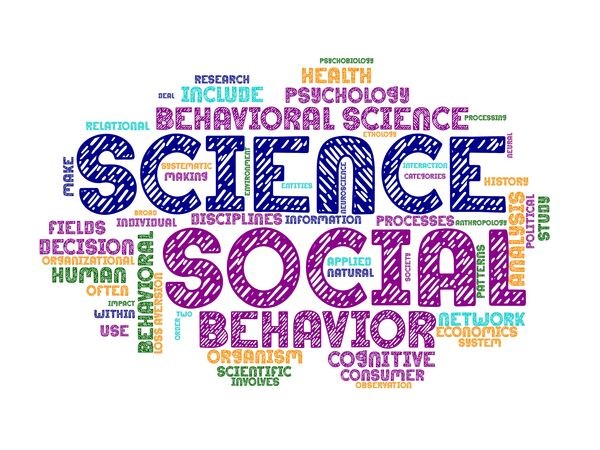 PSYCHOBIOLOGY
RESEARCH
HEALTH
DEAL
INCLUDE
PSYCHOLOGY
RELATIONAL
BEHAVIORAL SCIENCE
PROCESSING
ETHOLOGY
NEURAL
MAKE
SCIENCE
SYSTEMATIC
MAKING
ENVIRONMENT
ENTITIES
NEUROSCIENCE
INTERACTION
CATEGORIES
HISTORY
BROAD
INDIVIDUAL
DISCIPLINES
INFORMATION
PROCESSES
ANTHROPOLOGY
ANALYSIS
POLITICAL
STUDY
FIELDS
DECISION
ORGANIZATIONAL
HUMAN
OFTEN
IMPACT
WITHIN
USE
BEHAVIORAL
LOSS AVERSION
SOCIAL
APPLIED
NATURAL
SOCIETY
PATTERNS
ORDER
TWO
BEHAVIOR
NETWORK
ECONOMICS
SYSTEM
ORGANISM
SCIENTIFIC
INVOLVES
COGNITIVE
CONSUMER
OBSERVATION